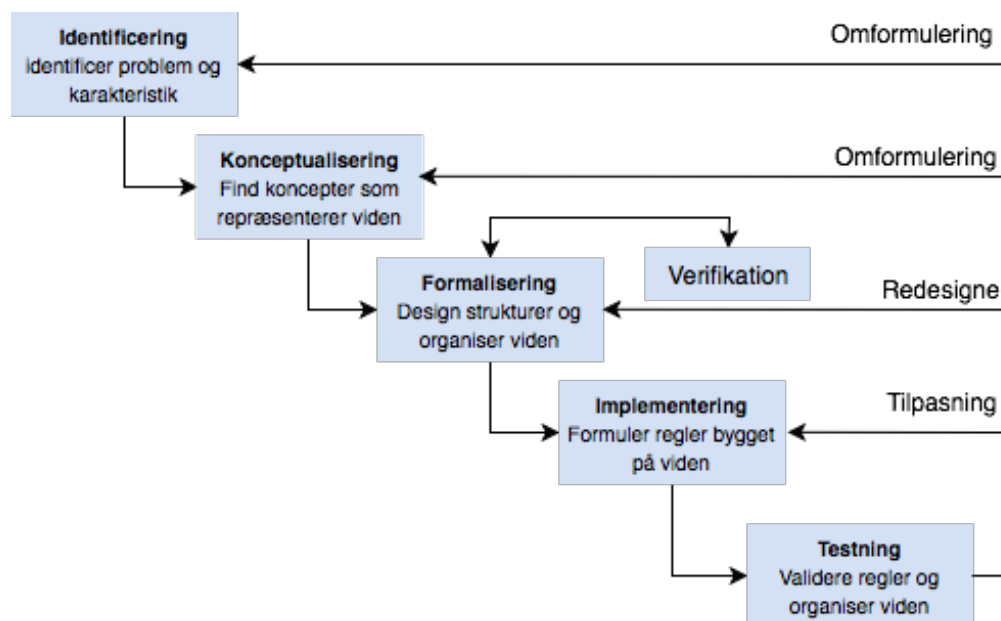 Identificering
identificer problem og
karakteristik
Omformulering
Konceptualisering
Find koncepter som
repræsenterer viden
Omformulering
Formalisering
Design strukturer og
organiser viden
Verifikation
Redesigne
Implementering
Formuler regler bygget
på viden
Tilpasning
Testning
Validere regler og
organiser viden